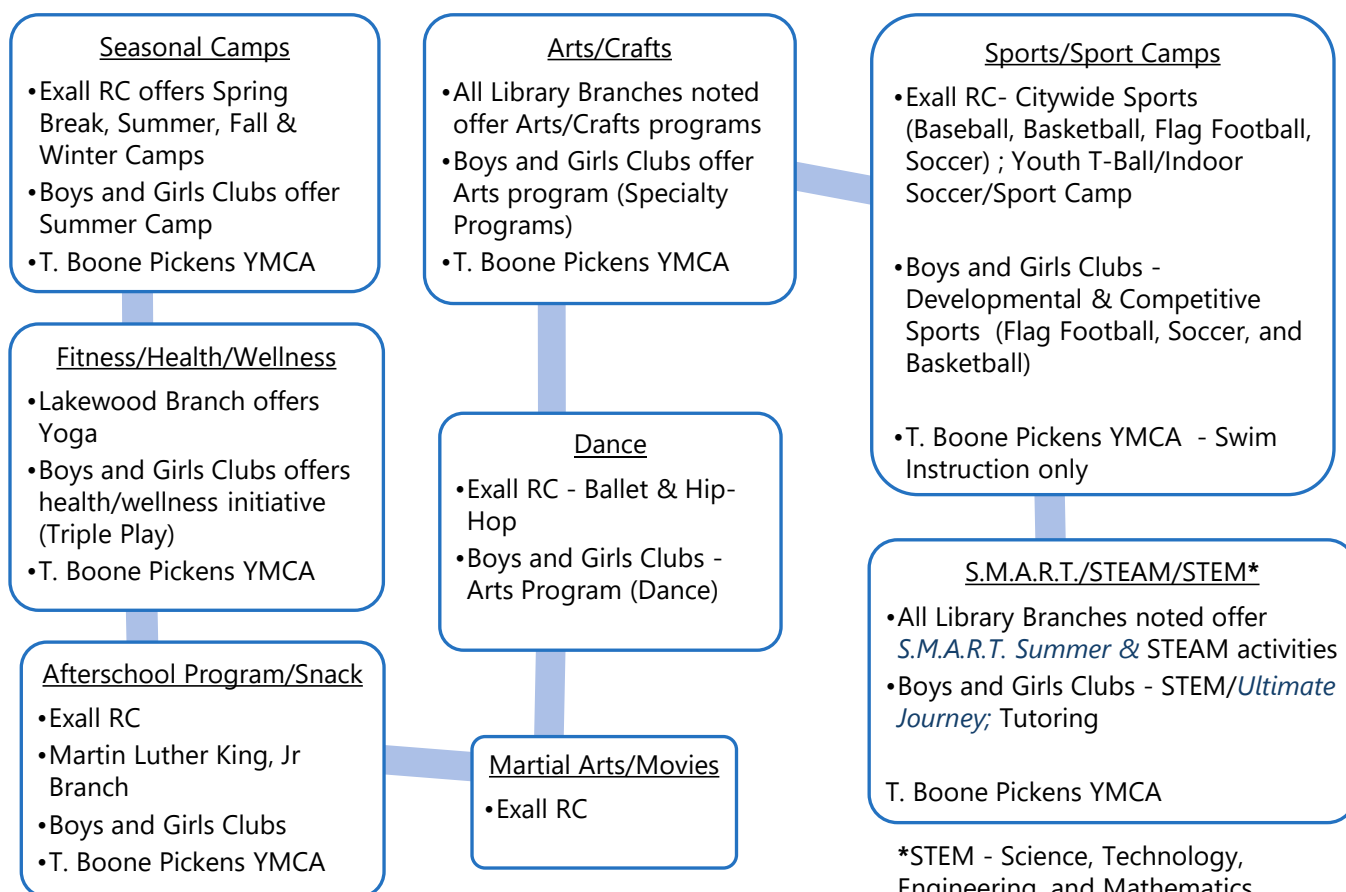 Seasonal Camps
•Exall RC offers Spring
Break, Summer, Fall &
Winter Camps
•Boys and Girls Clubs offer
Summer Camp
•T. Boone Pickens YMCA
Fitness/Health/Wellness
•Lakewood Branch offers
Yoga
•Boys and Girls Clubs offers
health/wellness initiative
(Triple Play)
•T. Boone Pickens YMCA
Afterschool Program/Snack
•Exall RC
•Martin Luther King, Jr
Branch
•Boys and Girls Clubs
•T. Boone Pickens YMCA
Martial Arts/Movies
•Exall RC
Dance
•Exall RC - Ballet & Hip-
Hop
•Boys and Girls Clubs -
Arts Program (Dance)
Arts/Crafts
•All Library Branches noted
offer Arts/Crafts programs
•Boys and Girls Clubs offer
Arts program (Specialty
Programs)
•T. Boone Pickens YMCA
Sports/Sport Camps
•Exall RC- Citywide Sports
(Baseball, Basketball, Flag Football,
Soccer) ; Youth T-Ball/Indoor
Soccer/Sport Camp
•Boys and Girls Clubs -
Developmental & Competitive
Sports (Flag Football, Soccer, and
Basketball)
•T. Boone Pickens YMCA - Swim
Instruction only
S.M.A.R.T./STEAM/STEM*
•All Library Branches noted offer
S.M.A.R.T. Summer & STEAM activities
•Boys and Girls Clubs - STEM/Ultimate
Journey; Tutoring
T. Boone Pickens YMCA
*STEM - Science, Technology,
Engineering, and Mathematics